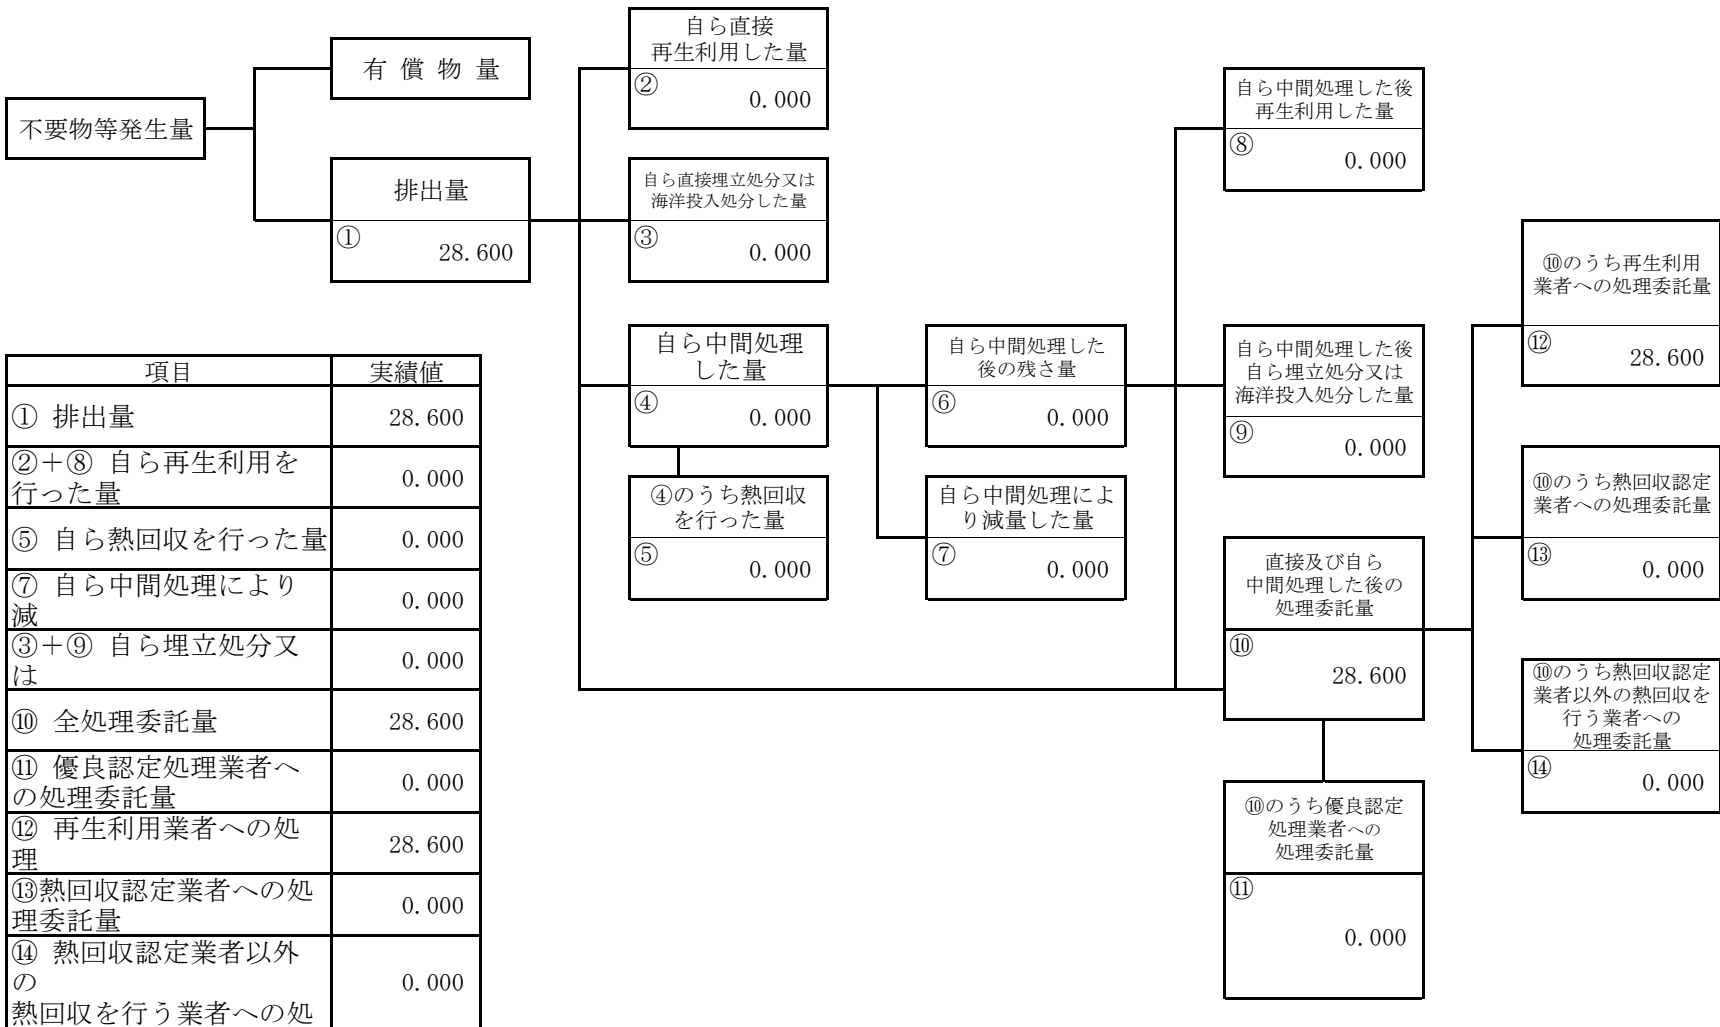 不要物等発生量
有 償 物 量
排出量
①
28.600
自ら直接
再生利用した量
②
0.000
自ら直接埋立処分又は
海洋投入処分した量
③
0.000
自ら中間処理
した量
④
0.000
④のうち熱回収
を行った量
⑤
0.000
自ら中間処理した
後の残さ量
⑥
0.000
自ら中間処理によ
り減量した量
⑦
0.000
自ら中間処理した後
再生利用した量
⑧
0.000
自ら中間処理した後
自ら埋立処分又は
海洋投入処分した量
⑨
0.000
直接及び自ら
中間処理した後の
処理委託量
⑩
28.600
⑩のうち優良認定
処理業者への
処理委託量
⑪
0.000
⑩のうち再生利用
業者への処理委託量
⑫
28.600
⑩のうち熱回収認定
業者への処理委託量
⑬
0.000
⑩のうち熱回収認定
業者以外の熱回収を
行う業者への
処理委託量
⑭
0.000
項目 実績値
① 排出量 28.600
②＋⑧ 自ら再生利用を
行った量 0.000
⑤ 自ら熱回収を行った量 0.000
⑦ 自ら中間処理により
減 0.000
③＋⑨ 自ら埋立処分又
は 0.000
⑩ 全処理委託量 28.600
⑪ 優良認定処理業者へ
の処理委託量 0.000
⑫ 再生利用業者への処
理 28.600
⑬熱回収認定業者への処
理委託量 0.000
⑭ 熱回収認定業者以外
の 0.000
熱回収を行う業者への処